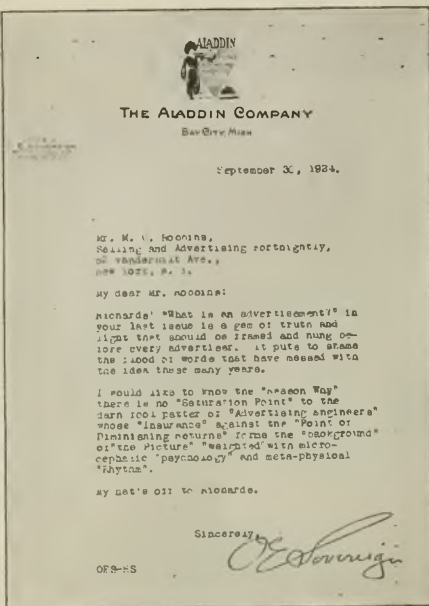 ALADDIN
THE ALADDIN COMPANY
BAY CITY, MICH
September 30, 1924.
Mr. M. C. Robbins,
Selling and Advertising Fortnightly,
Vanderbilt Ave.,
New York, N. Y.
My dear Mr. Robbins:
Richards' "What is an advertisement?" in
your last issue is a gem of truth and
light that should be framed and hung be-
fore every advertiser. It puts to shame
the flood of words that have messed with
the idea these many years.
I would like to know the "Reason Why"
there is no "Saturation Point" to the
darn fool patter of "Advertising engineers"
whose "Insurance" against the "Point of
Diminishing returns" forms the "background"
of "the Picture" "weighted" with micro-
cephalic "psychology" and meta-physical
"Rhythm".
My hat's off to Richards.
Sincerely,
OE Sovereign
OES-